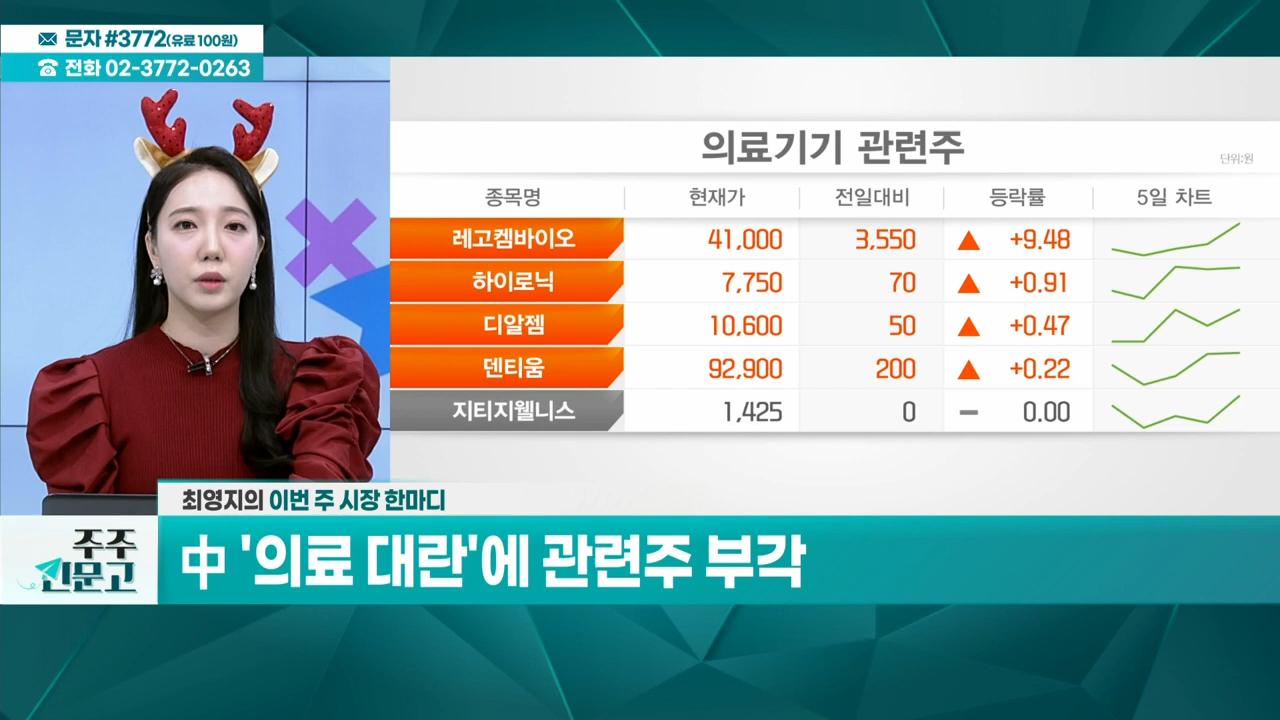 문자 #3772(유료 100원)
전화 02-3772-0263
의료기기 관련주
단위:원
종목명 현재가 전일대비 등락률 5일 차트
레고켐바이오 41,000 3,550 ▲ +9.48
하이로닉 7,750 70 ▲ +0.91
디알젬 10,600 50 ▲ +0.47
덴티움 92,900 200 ▲ +0.22
지티지웰니스 1,425 0 - 0.00
최영지의 이번 주 시장 한마디
주주
신문고
中 '의료 대란'에 관련주 부각